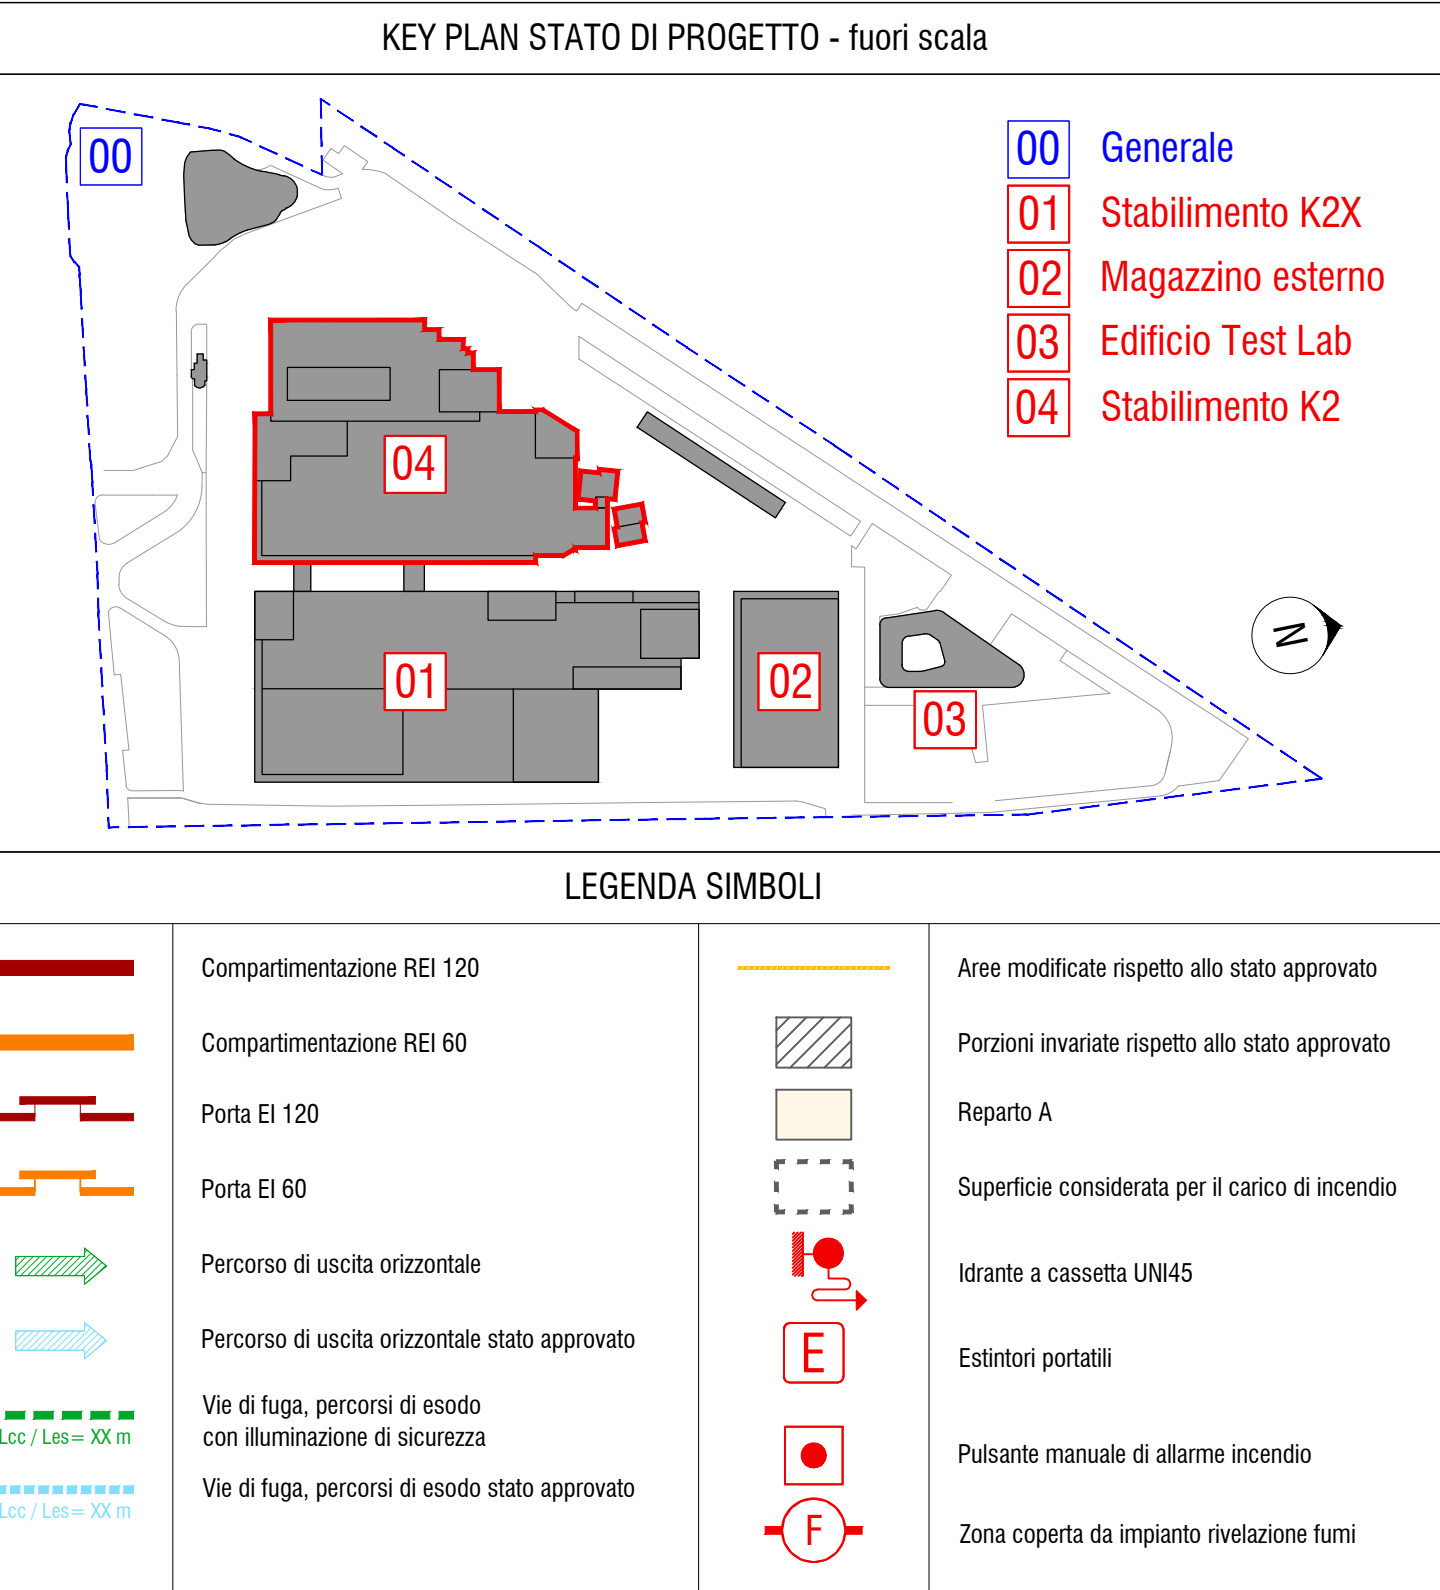 KEY PLAN STATO DI PROGETTO - fuori scala
00
00 Generale
01 Stabilimento K2X
02 Magazzino esterno
03 Edificio Test Lab
04 Stabilimento K2
04
01
02
03
N
LEGENDA SIMBOLI
Compartimentazione REI 120
Compartimentazione REI 60
Porta EI 120
Porta EI 60
Percorso di uscita orizzontale
Percorso di uscita orizzontale stato approvato
Vie di fuga, percorsi di esodo
con illuminazione di sicurezza
Lcc / Les= XX m
Vie di fuga, percorsi di esodo stato approvato
Lcc / Les= XX m
Aree modificate rispetto allo stato approvato
Porzioni invariate rispetto allo stato approvato
Reparto A
Superficie considerata per il carico di incendio
Idrante a cassetta UNI45
E Estintori portatili
Pulsante manuale di allarme incendio
F Zona coperta da impianto rivelazione fumi